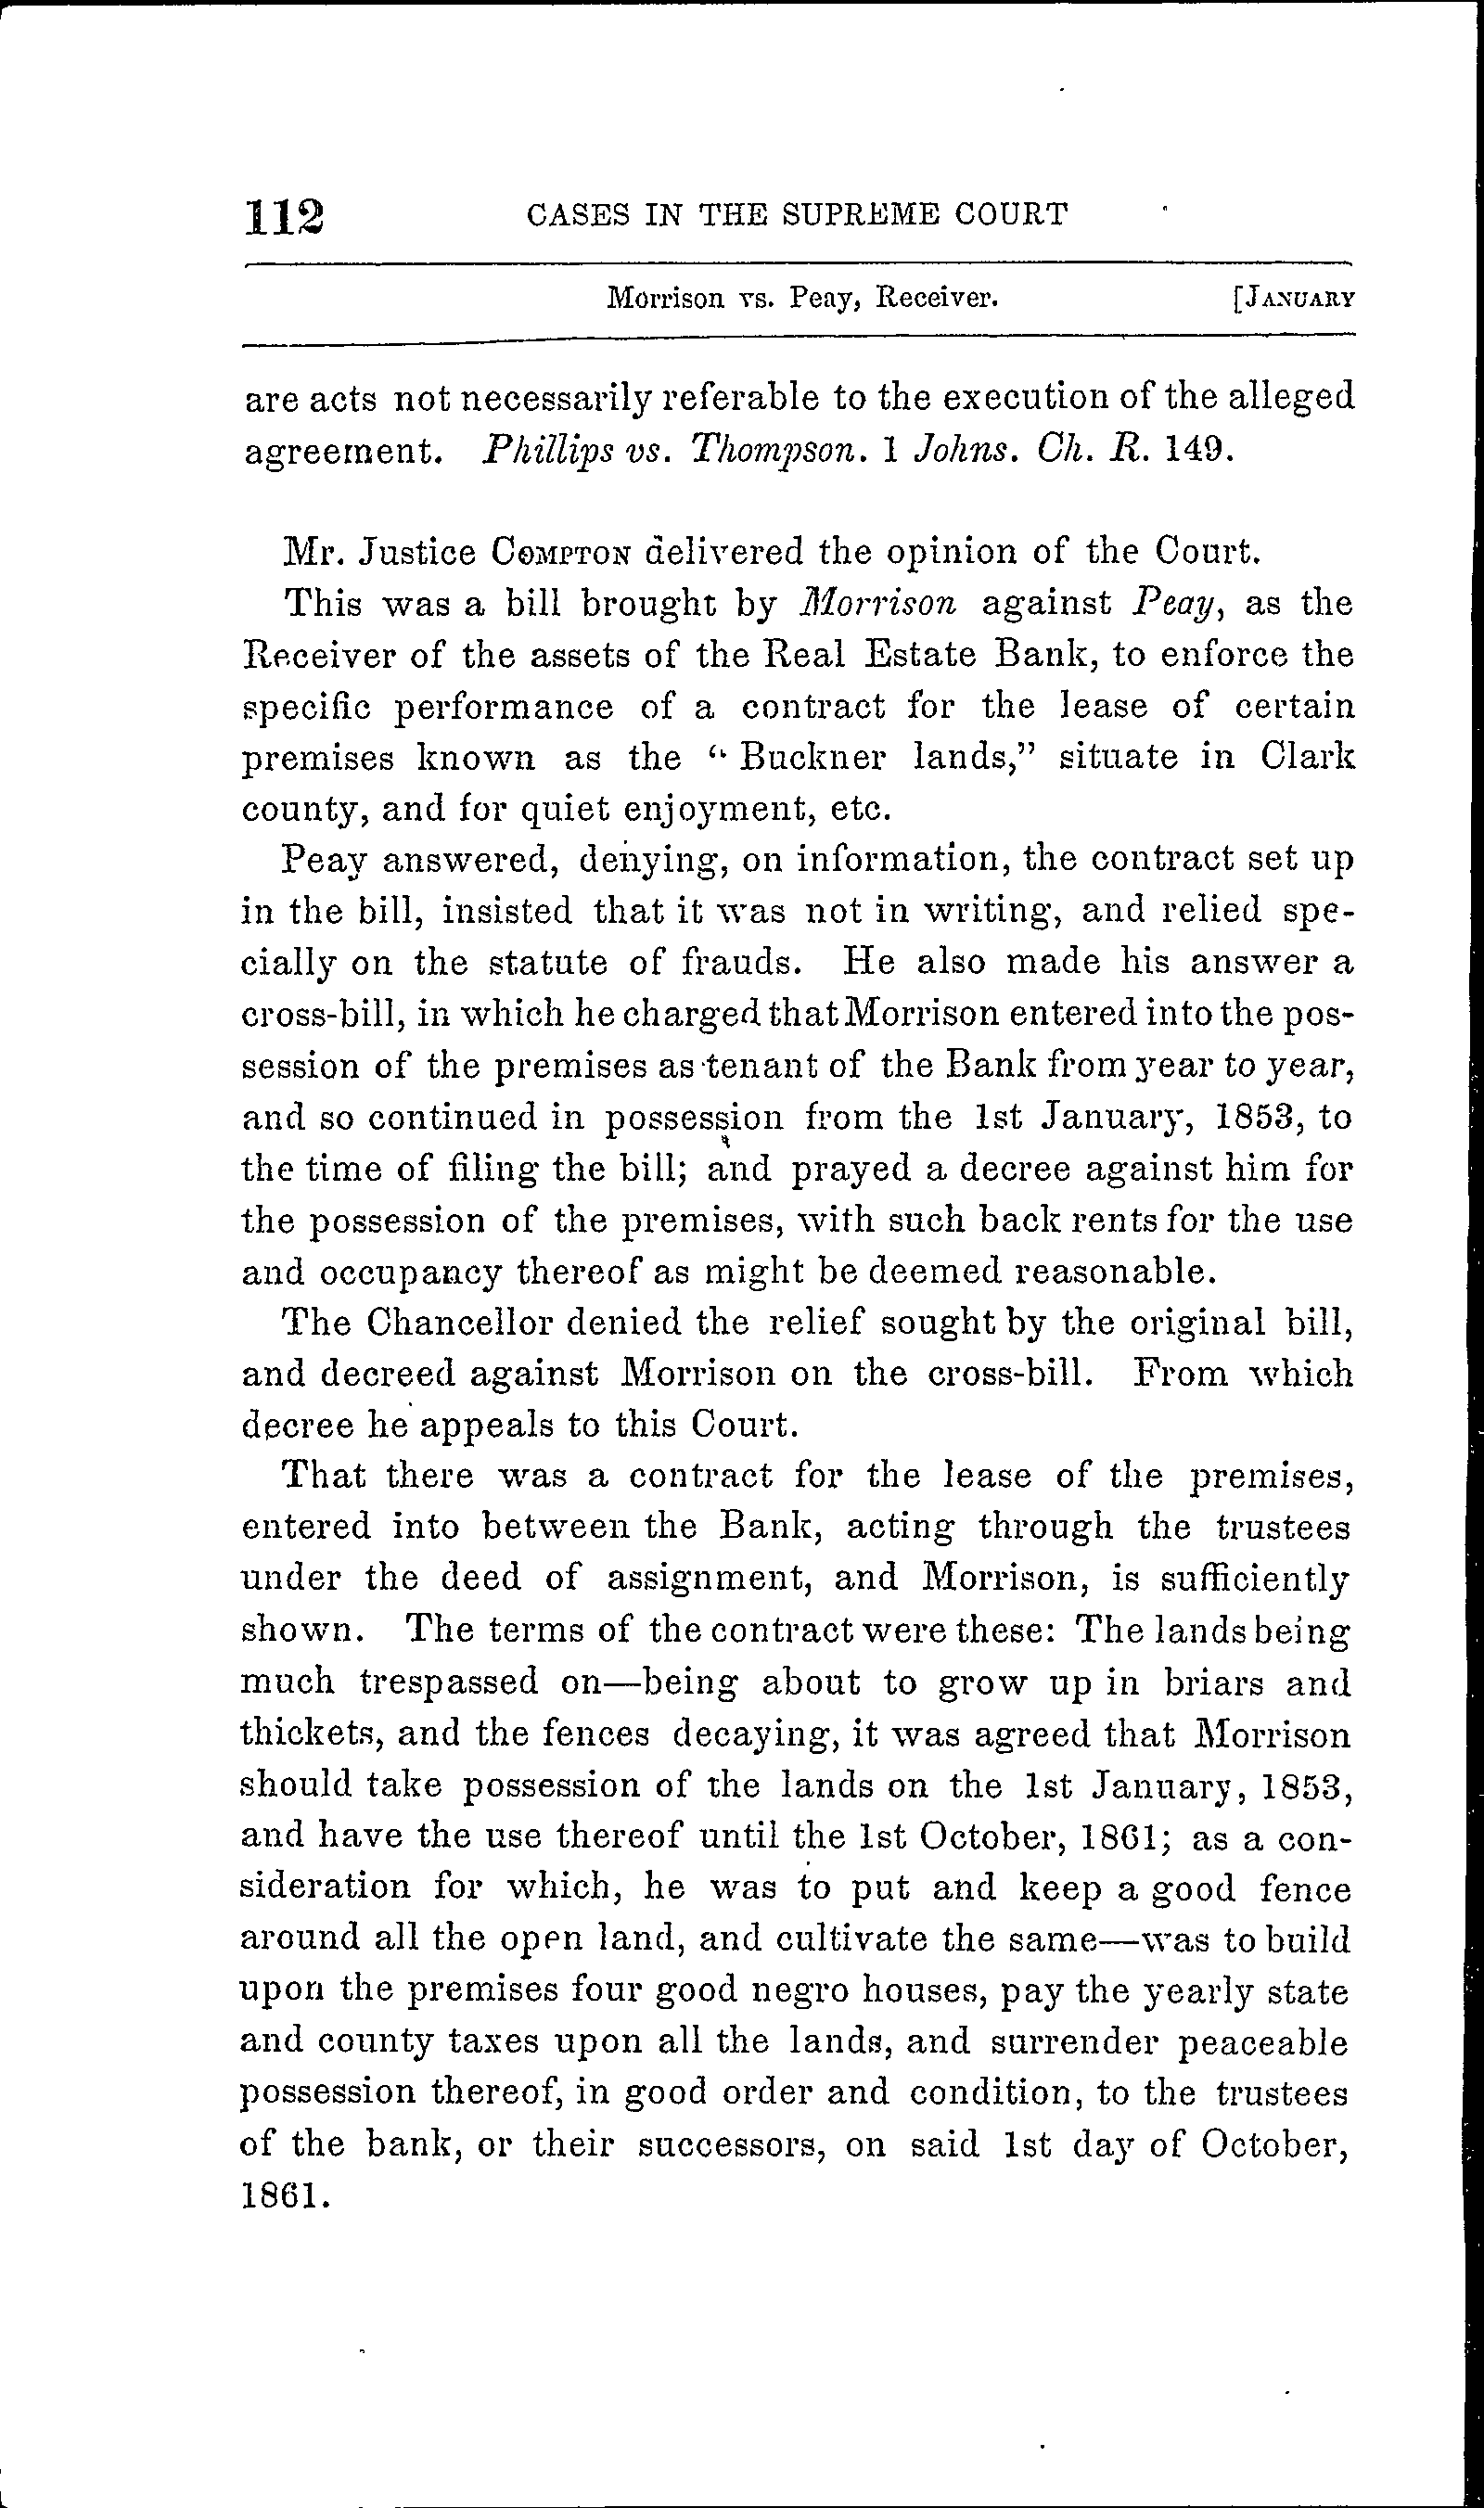 112 CASES IN THE SUPREME COURT
Morrison vs. Peay, Receiver. [JANUARY
are acts not necessarily referable to the execution of the alleged
agreement. Phillips vs. Thompson. 1 Johns. Ch. R. 149.
Mr. Justice COMPTON delivered the opinion of the Court.
This was a bill brought by Morrison against Peay, as the
Receiver of the assets of the Real Estate Bank, to enforce the
specific performance of a contract for the lease of certain
premises known as the "Buckner lands," situate in Clark
county, and for quiet enjoyment, etc.
Peay answered, denying, on information, the contract set up
in the bill, insisted that it was not in writing, and relied spe-
cially on the statute of frauds. He also made his answer a
cross-bill, in which he charged that Morrison entered into the pos-
session of the premises as tenant of the Bank from year to year,
and so continued in possession from the 1st January, 1853, to
the time of filing the bill; and prayed a decree against him for
the possession of the premises, with such back rents for the use
and occupancy thereof as might be deemed reasonable.
The Chancellor denied the relief sought by the original bill,
and decreed against Morrison on the cross-bill. From which
decree he appeals to this Court.
That there was a contract for the lease of the premises,
entered into between the Bank, acting through the trustees
under the deed of assignment, and Morrison, is sufficiently
shown. The terms of the contract were these: The lands being
much trespassed on—being about to grow up in briars and
thickets, and the fences decaying, it was agreed that Morrison
should take possession of the lands on the 1st January, 1853,
and have the use thereof until the 1st October, 1861; as a con-
sideration for which, he was to put and keep a good fence
around all the open land, and cultivate the same—was to build
upon the premises four good negro houses, pay the yearly state
and county taxes upon all the lands, and surrender peaceable
possession thereof, in good order and condition, to the trustees
of the bank, or their successors, on said 1st day of October,
1861.